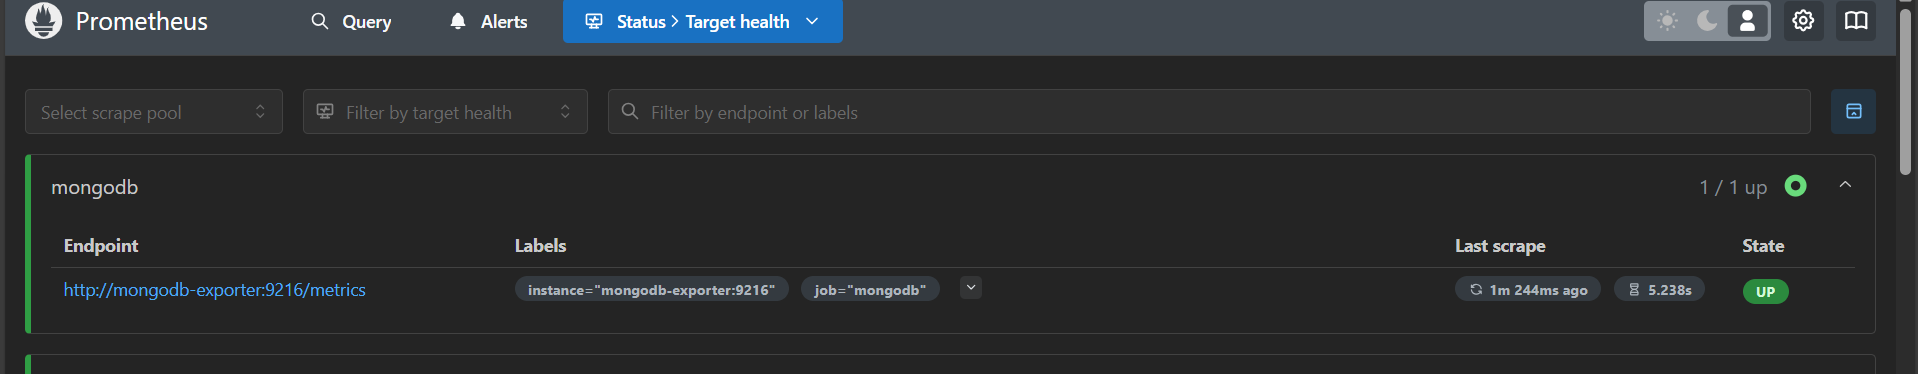 Prometheus
Query
Alerts
Status > Target health
Select scrape pool
Filter by target health
Filter by endpoint or labels
mongodb
1 / 1 up
Endpoint Labels Last scrape State
http://mongodb-exporter:9216/metrics instance="mongodb-exporter:9216" job="mongodb" 1m 244ms ago 5.238s UP